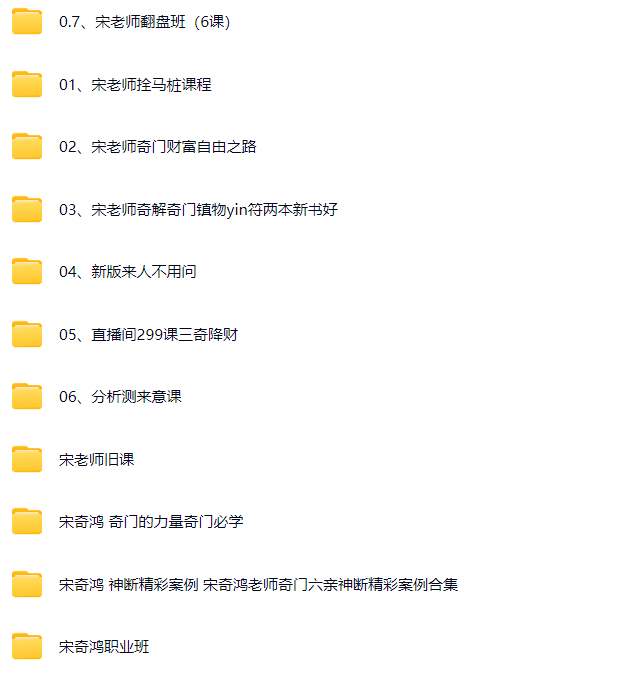 0.7、宋老师翻盘班（6课）
01、宋老师拴马桩课程
02、宋老师奇门财富自由之路
03、宋老师奇解奇门镇物yin符两本新书好
04、新版来人不用问
05、直播间299课三奇降财
06、分析测来意课
宋老师旧课
宋奇鸿 奇门的力量奇门必学
宋奇鸿 神断精彩案例 宋奇鸿老师奇门六亲神断精彩案例合集
宋奇鸿职业班